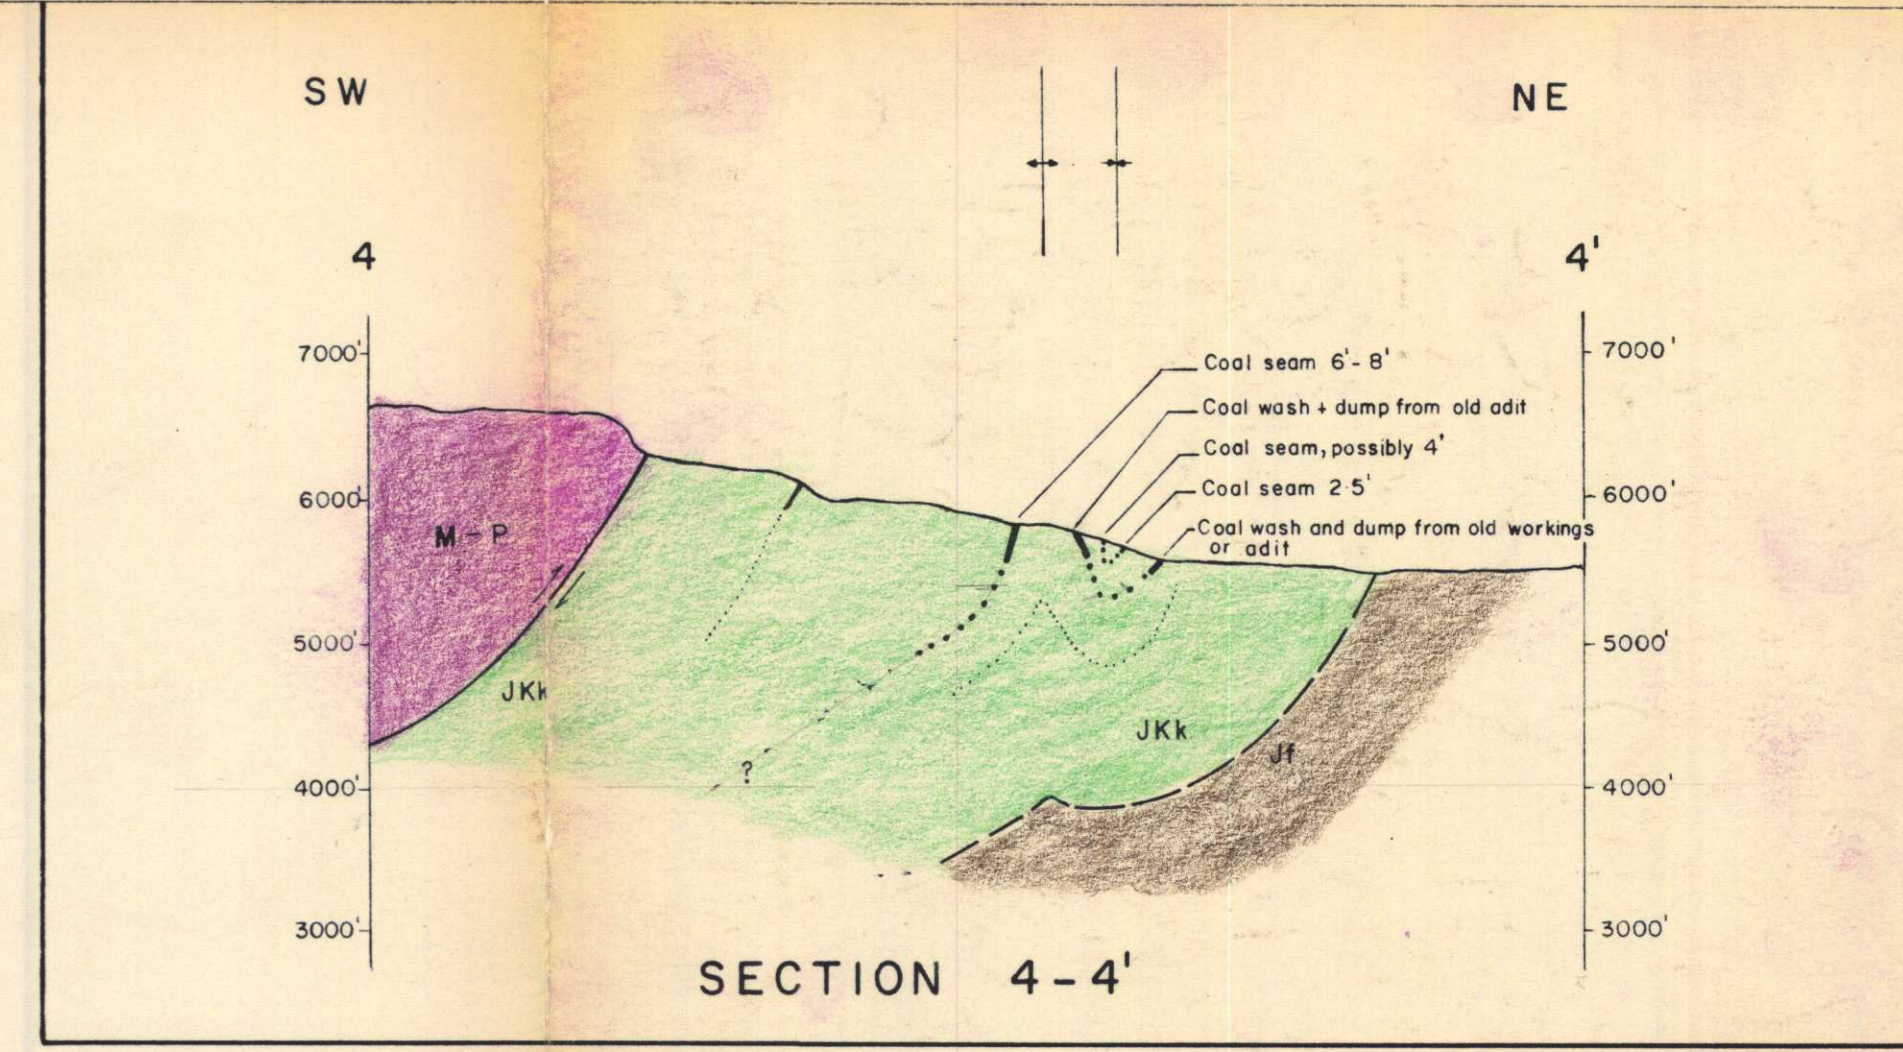 SW
NE
4
4'
7000'
7000'
Coal seam 6'-8'
Coal wash + dump from old adit
Coal seam, possibly 4'
Coal seam 2·5'
6000'
6000'
Coal wash and dump from old workings
or adit
M-P
5000'
5000'
JKk
JKk
Jf
?
4000'
4000'
3000'
3000'
SECTION 4-4'